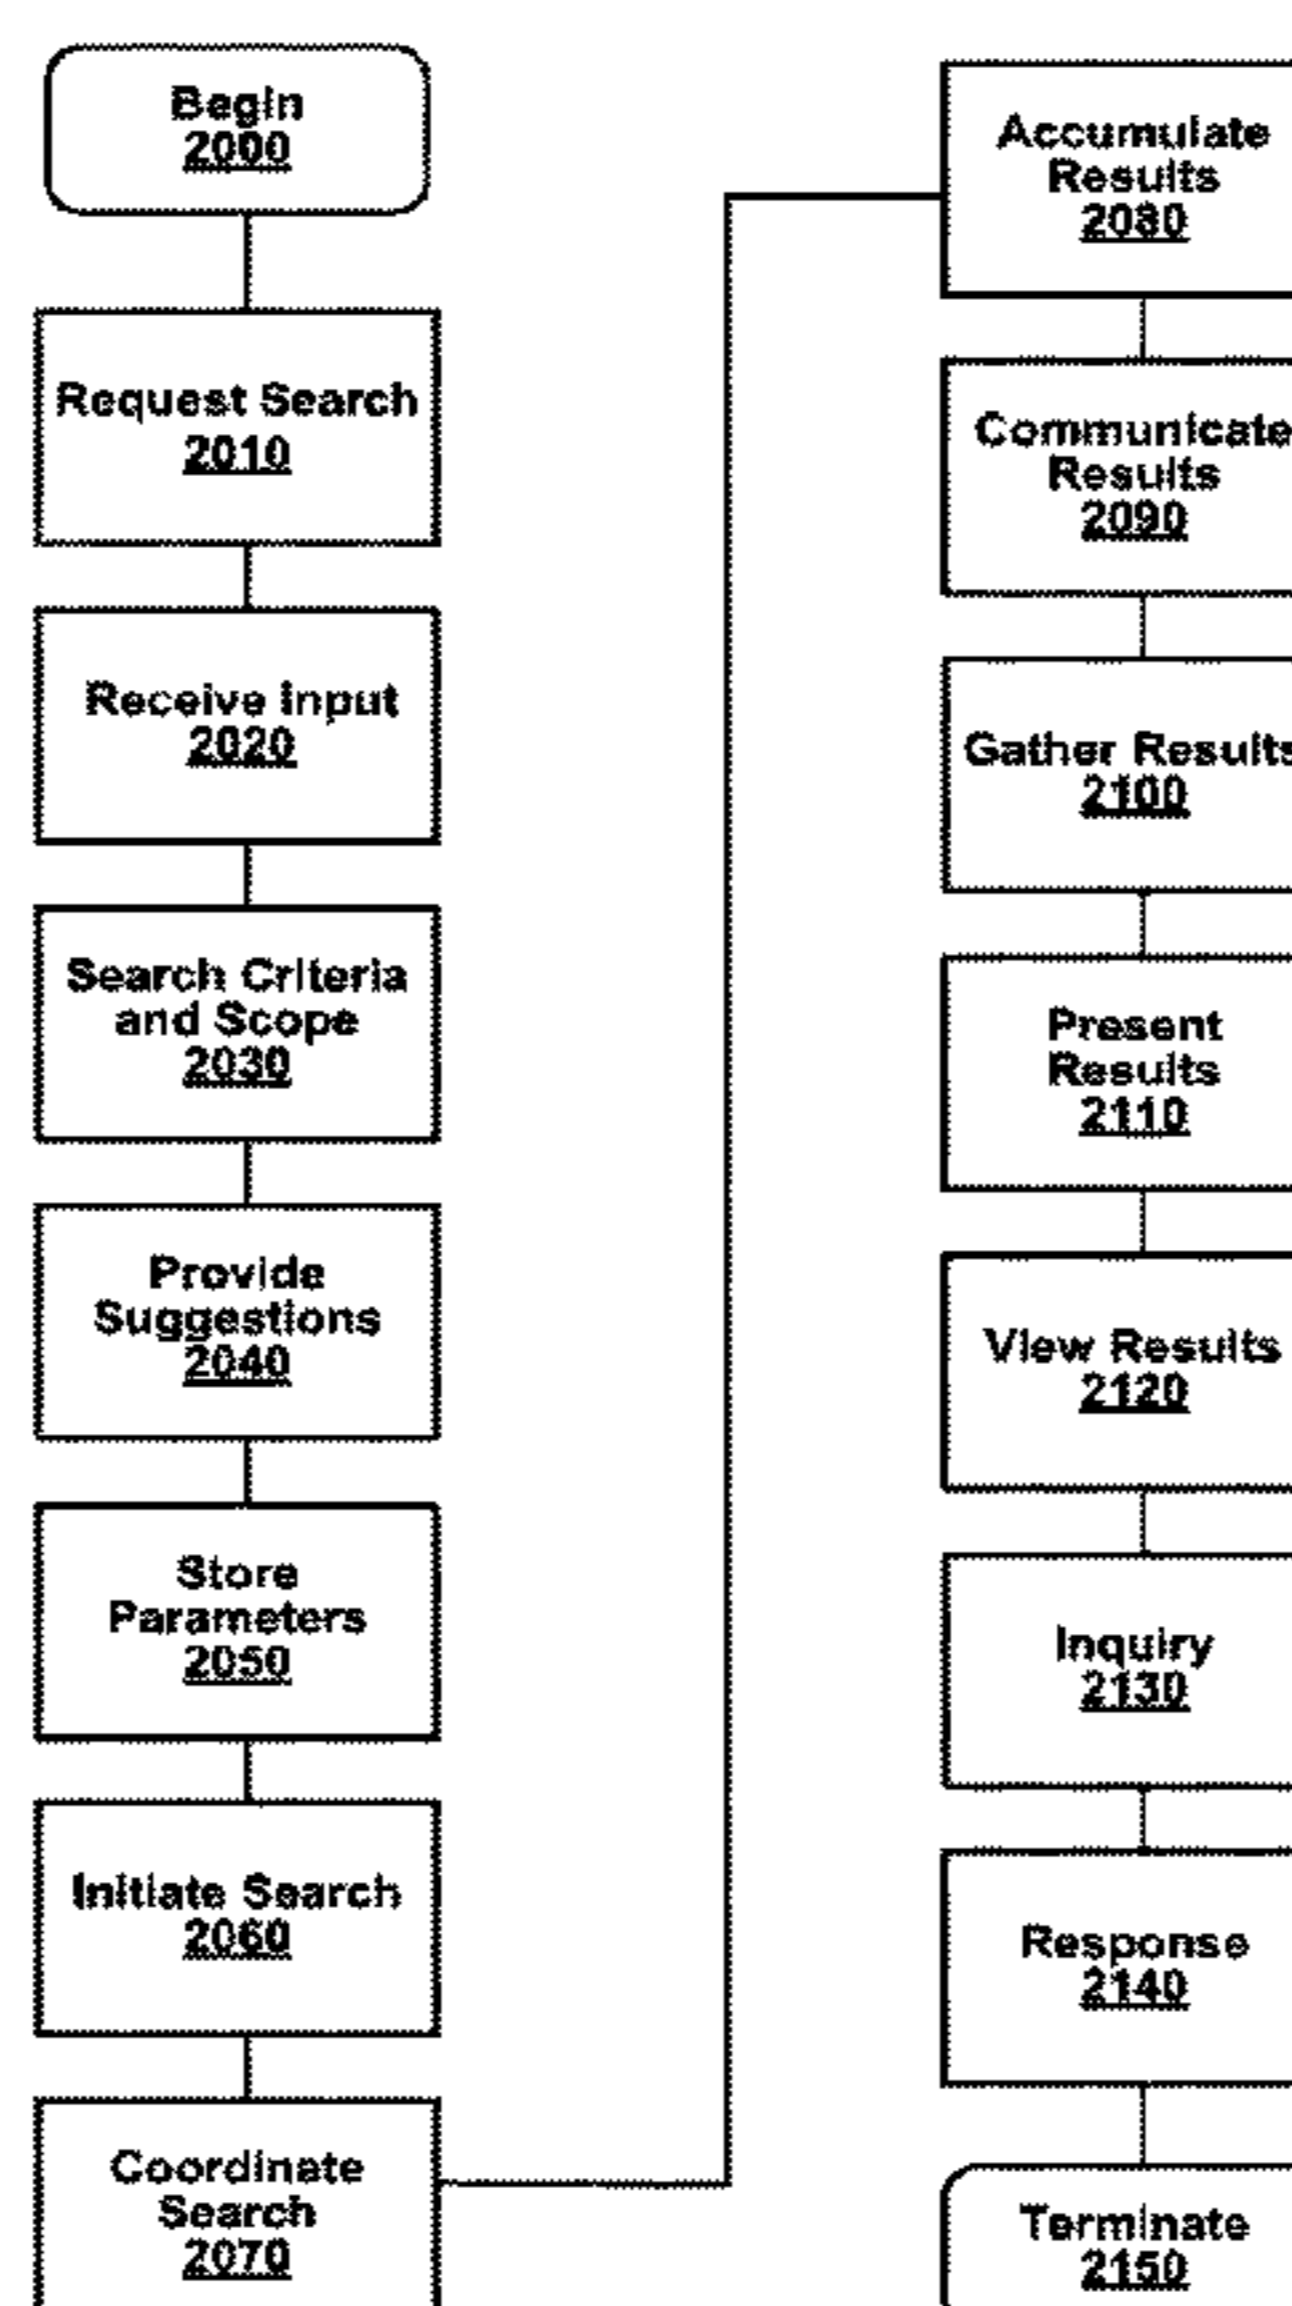 Begin
2000
Request Search
2010
Receive Input
2020
Search Criteria
and Scope
2030
Provide
Suggestions
2040
Store
Parameters
2050
Initiate Search
2060
Coordinate
Search
2070
Accumulate
Results
2080
Communicate
Results
2090
Gather Results
2100
Present
Results
2110
View Results
2120
Inquiry
2130
Response
2140
Terminate
2150